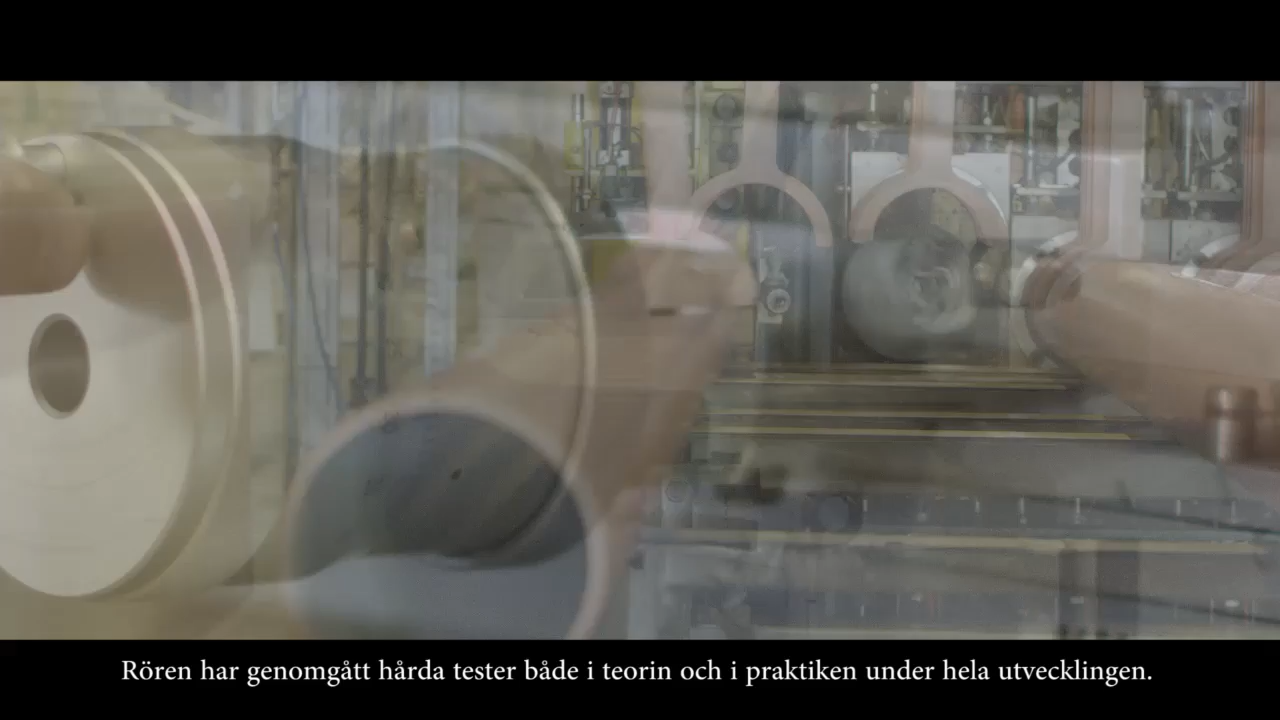 Rören har genomgått hårda tester både i teorin och i praktiken under hela utvecklingen.